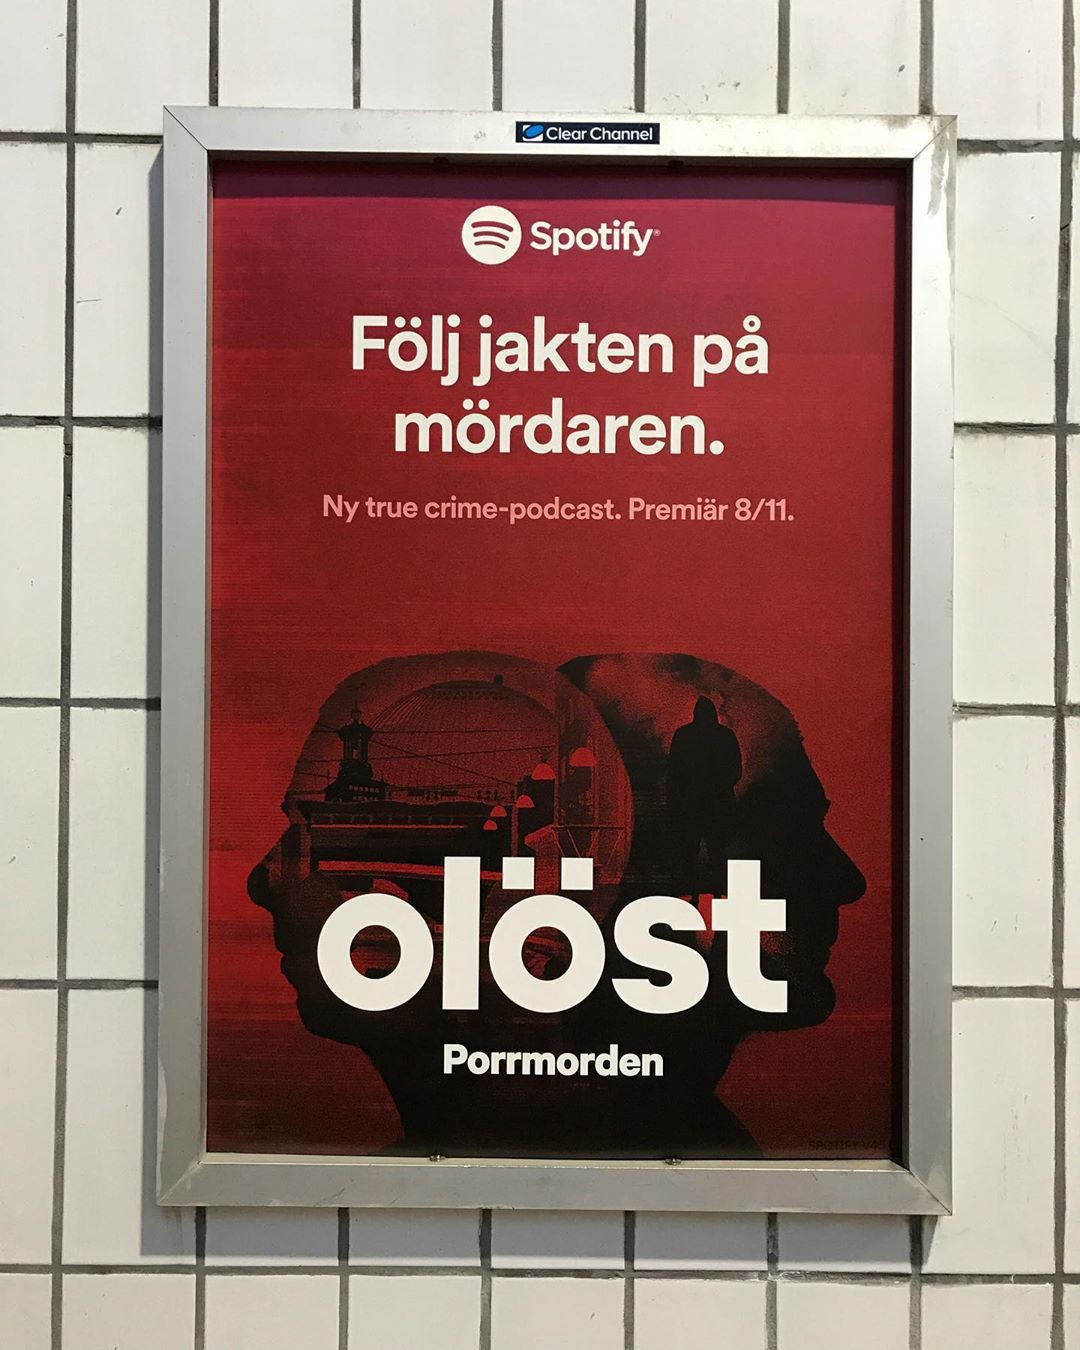 Clear Channel
Spotify®
Följ jakten på
mördaren.
Ny true crime-podcast. Premiär 8/11.
olöst
Porrmorden